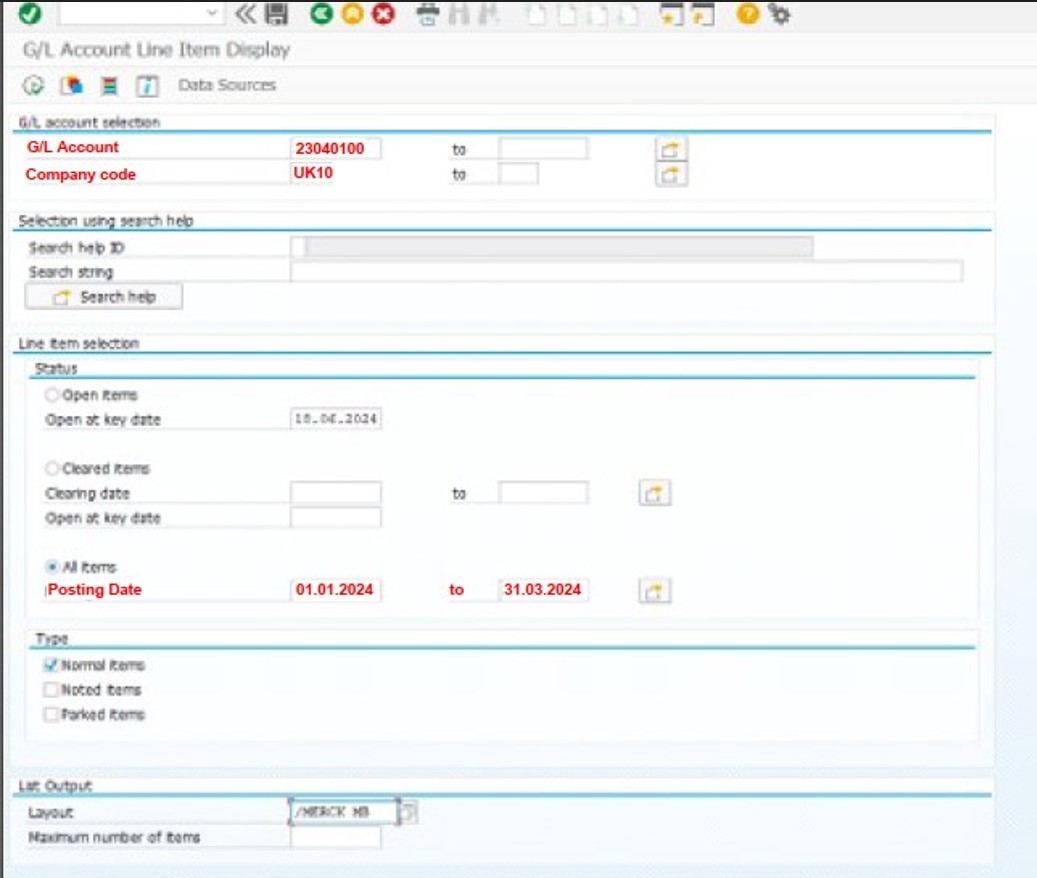 G/L Account Line Item Display
Data Sources
G/L account selection
G/L Account 23040100 to
Company code UK10 to
Selection using search help
Search help ID
Search string
Search help
Line item selection
Status
Open items
Open at key date 18.06.2024
Cleared items
Clearing date to
Open at key date
All items
Posting Date 01.01.2024 to 31.03.2024
Type
Normal items
Noted items
Parked items
List Output
Layout /MERCK MB
Maximum number of items